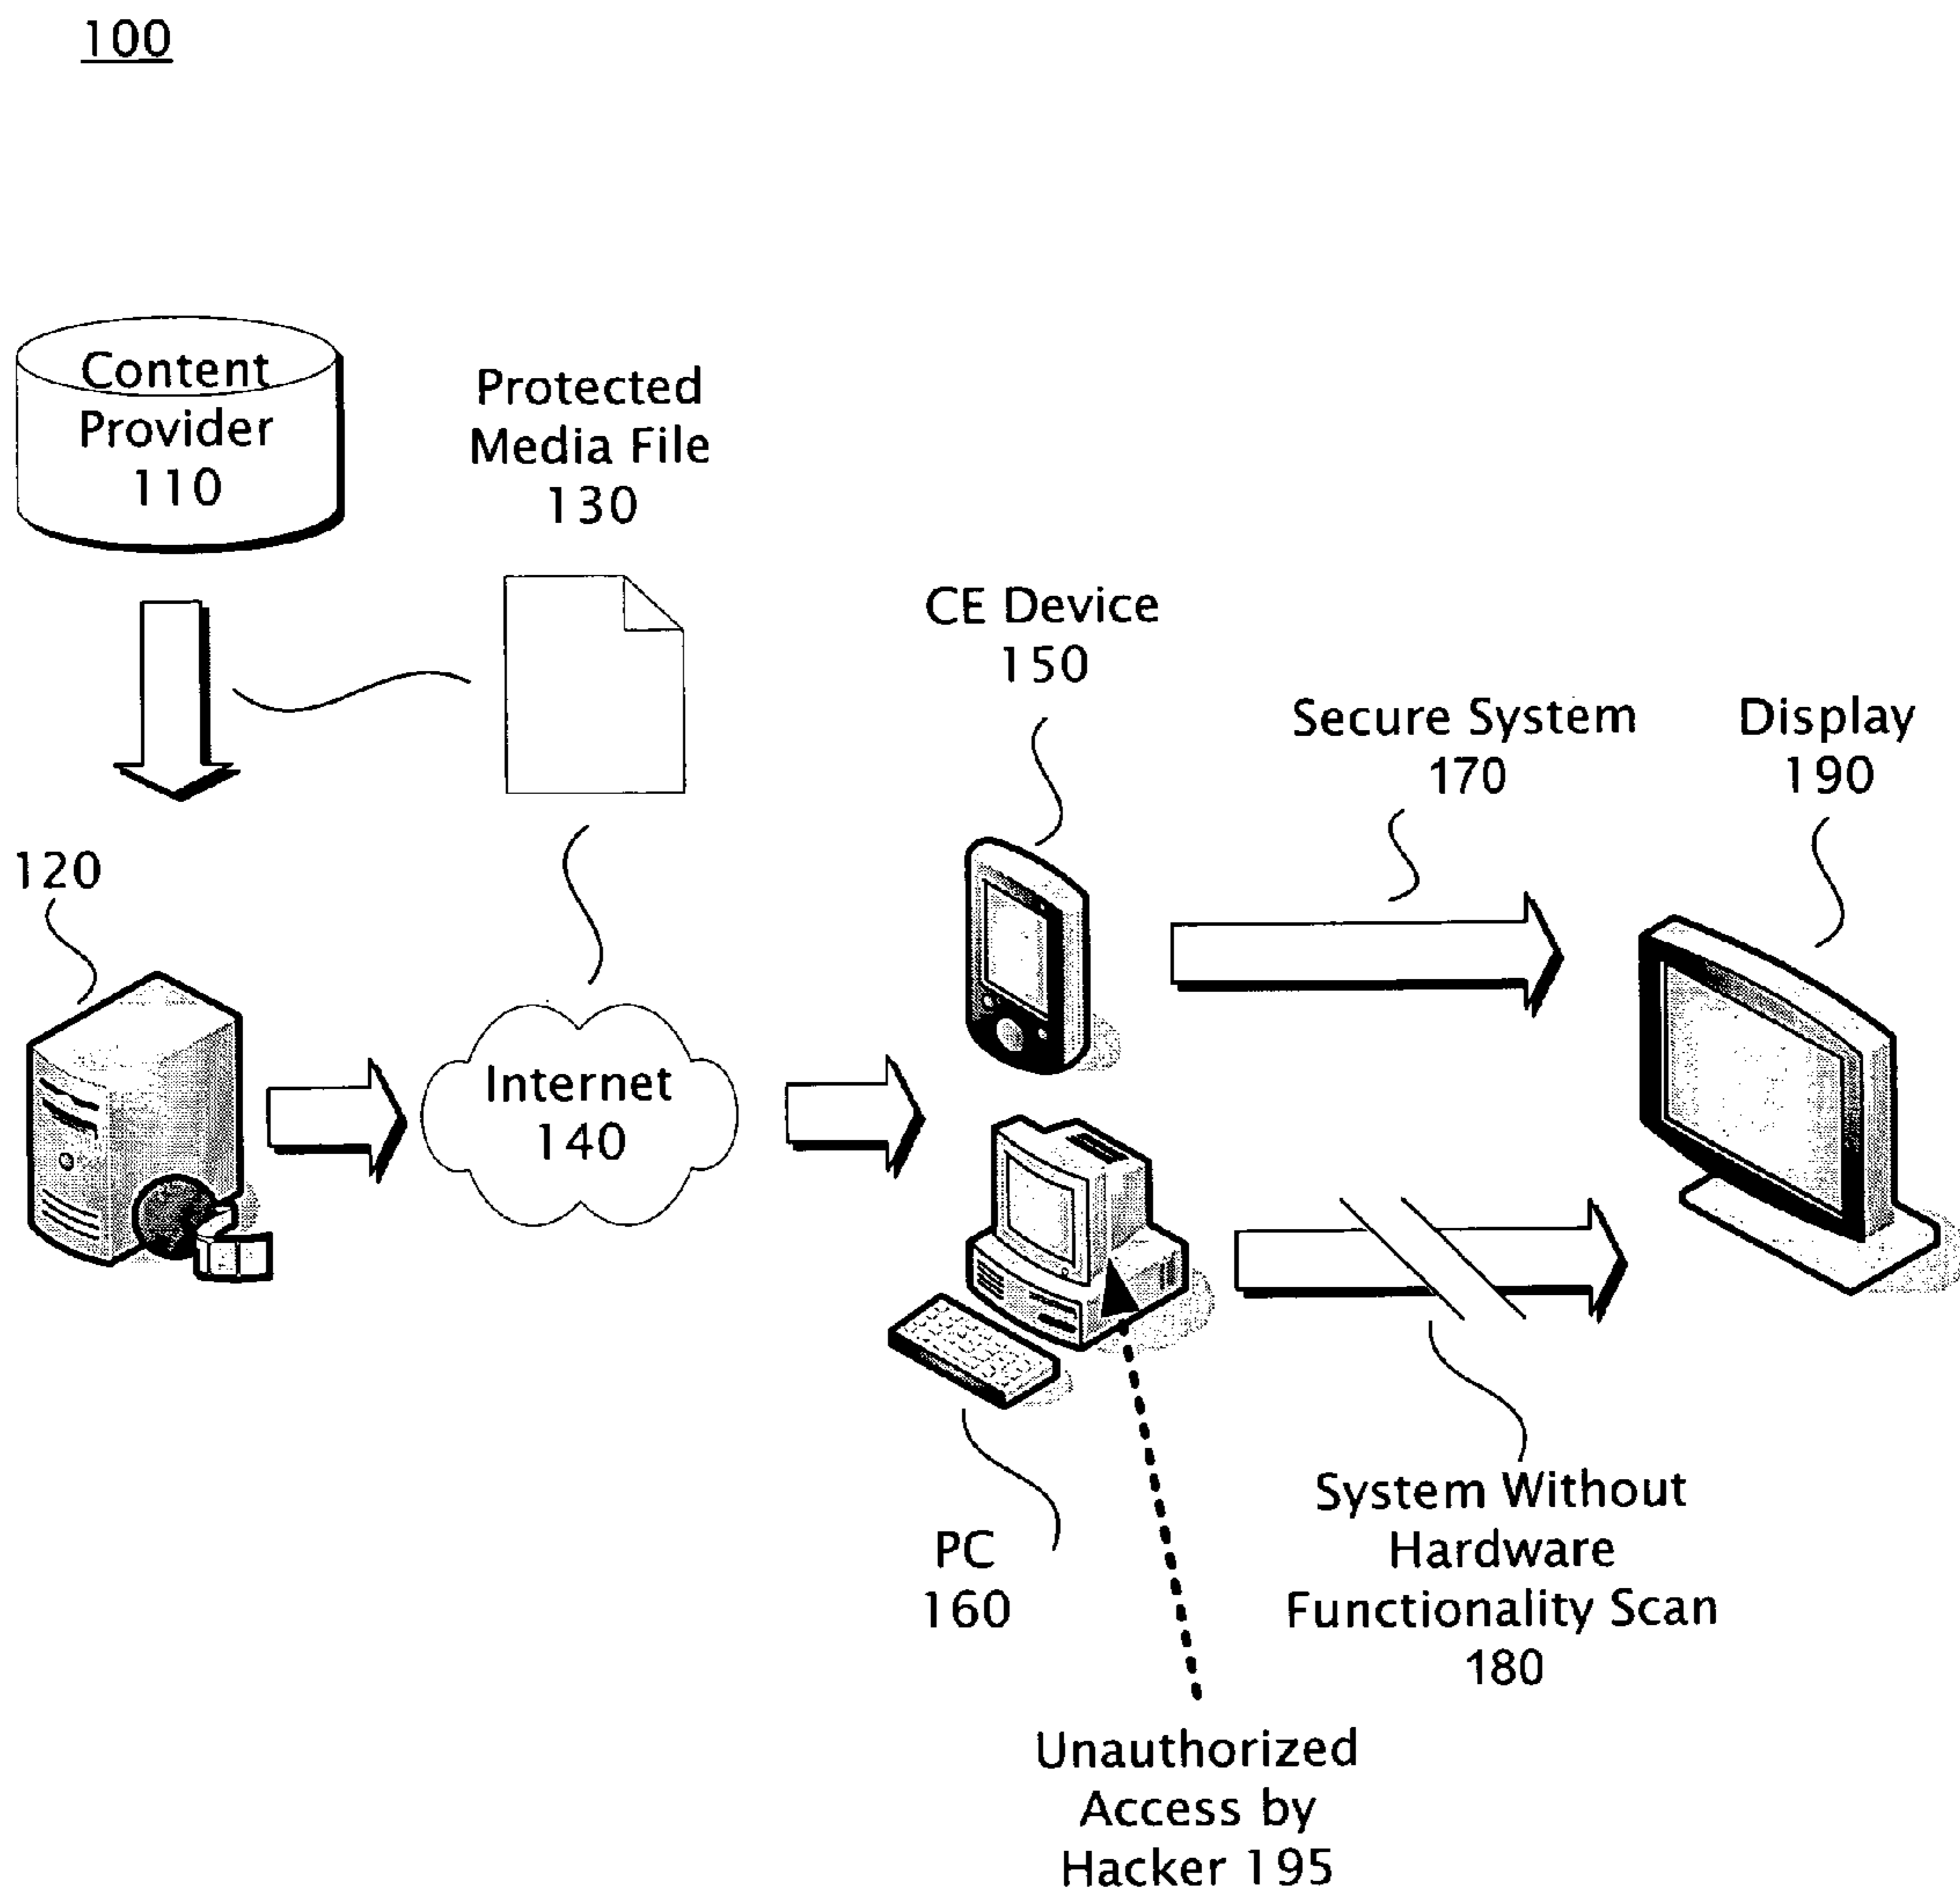 100
Content
Provider
110
Protected
Media File
130
CE Device
150
Secure System
170
Display
190
120
Internet
140
PC
160
System Without
Hardware
Functionality Scan
180
Unauthorized
Access by
Hacker 195